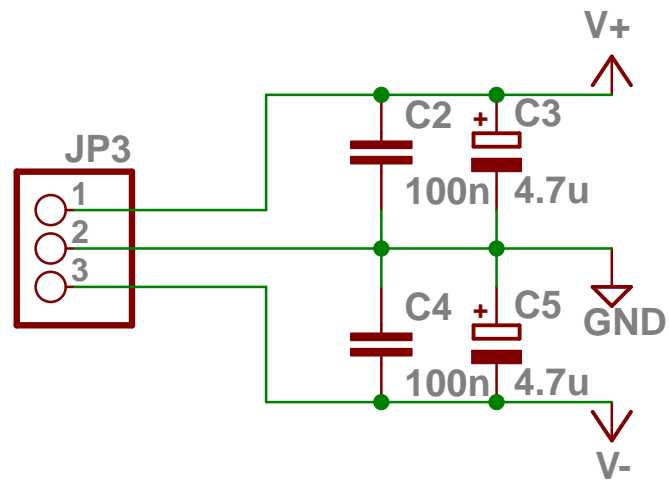 V+
C2
+
C3
JP3
1
100n
4.7u
2
3
C4
+
C5
GND
100n
4.7u
V-